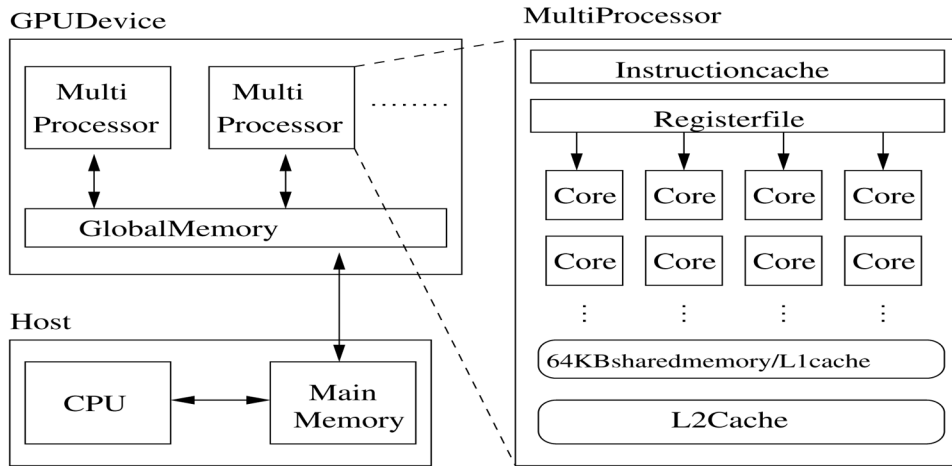 GPUDevice
Multi
Processor
Multi
Processor
GlobalMemory
Host
CPU
Main
Memory
MultiProcessor
Instructioncache
Registerfile
Core Core Core Core
Core Core Core Core
64KBsharedmemory/L1cache
L2Cache